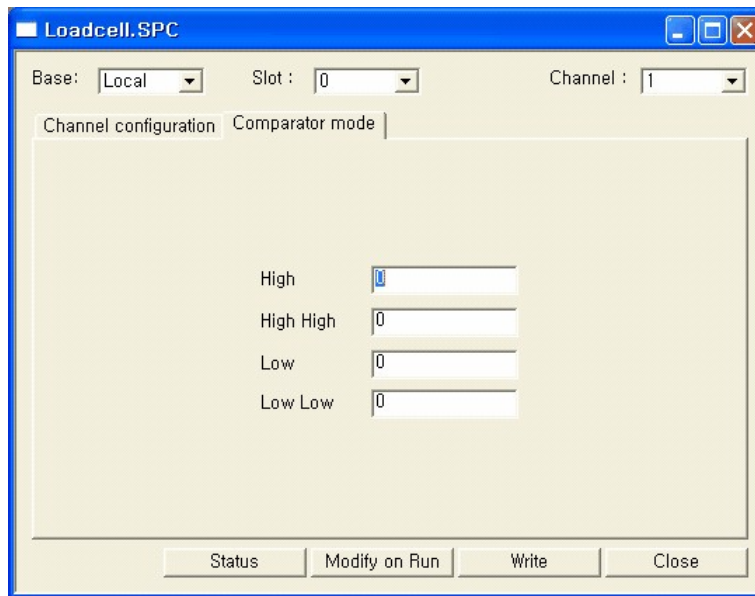 Loadcell.SPC
Base: Local Slot : 0 Channel : 1
Channel configuration Comparator mode
High 0
High High 0
Low 0
Low Low 0
Status Modify on Run Write Close